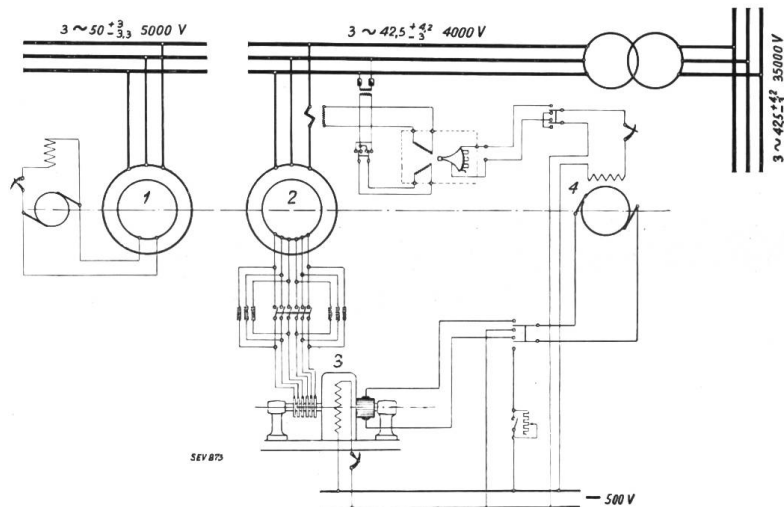 3 ~ 50 +3 -3,3 5000 V
3 ~ 42,5 +4,2 -3 4000 V
3 ~ 42,5 +4,2 -3 35000 V
1
2
4
3
SEV 873
— 500 V